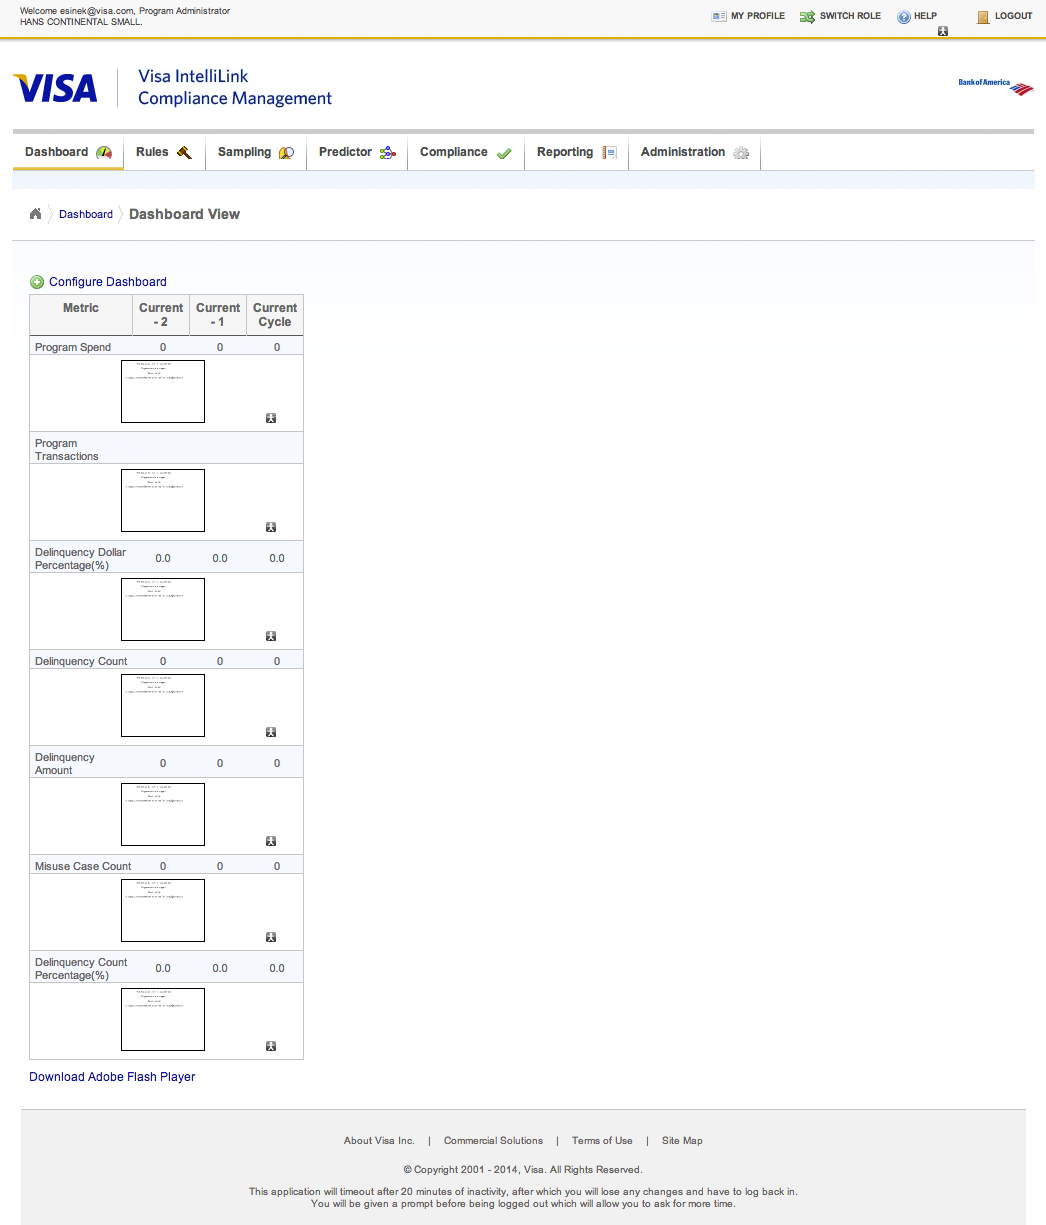 Welcome esinek@visa.com, Program Administrator
HANS CONTINENTAL SMALL.
MY PROFILE
SWITCH ROLE
HELP
LOGOUT
VISA
Visa IntelliLink
Compliance Management
Bank of America
Dashboard
Rules
Sampling
Predictor
Compliance
Reporting
Administration
Dashboard
Dashboard View
Configure Dashboard
Metric Current - 2 Current - 1 Current Cycle
Program Spend 0 0 0
Program
Transactions
Delinquency Dollar
Percentage(%) 0.0 0.0 0.0
Delinquency Count 0 0 0
Delinquency
Amount 0 0 0
Misuse Case Count 0 0 0
Delinquency Count
Percentage(%) 0.0 0.0 0.0
Download Adobe Flash Player
About Visa Inc. | Commercial Solutions | Terms of Use | Site Map
© Copyright 2001 - 2014, Visa. All Rights Reserved.
This application will timeout after 20 minutes of inactivity, after which you will lose any changes and have to log back in.
You will be given a prompt before being logged out which will allow you to ask for more time.